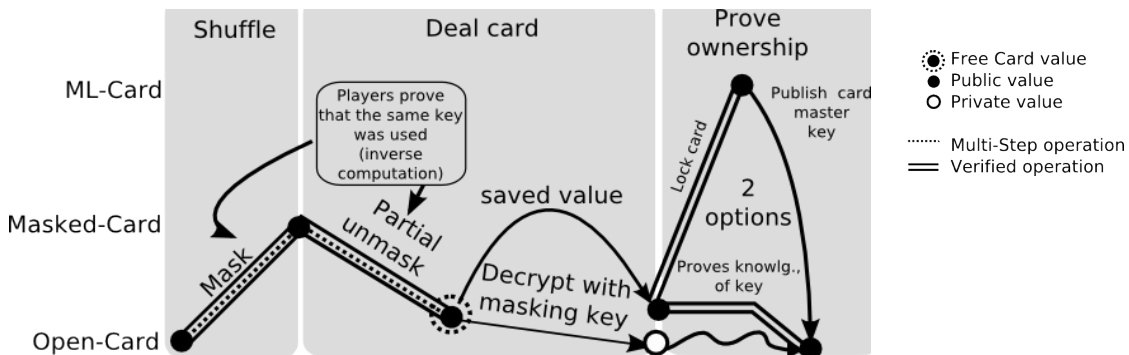 Shuffle
Deal card
Prove
ownership
ML-Card
Masked-Card
Open-Card
Players prove
that the same key
was used
(inverse
computation)
Mask
Partial
unmask
saved value
Decrypt with
masking key
Lock card
Publish card
master
key
2
options
Proves knowlg.,
of key
Free Card value
Public value
Private value
Multi-Step operation
Verified operation